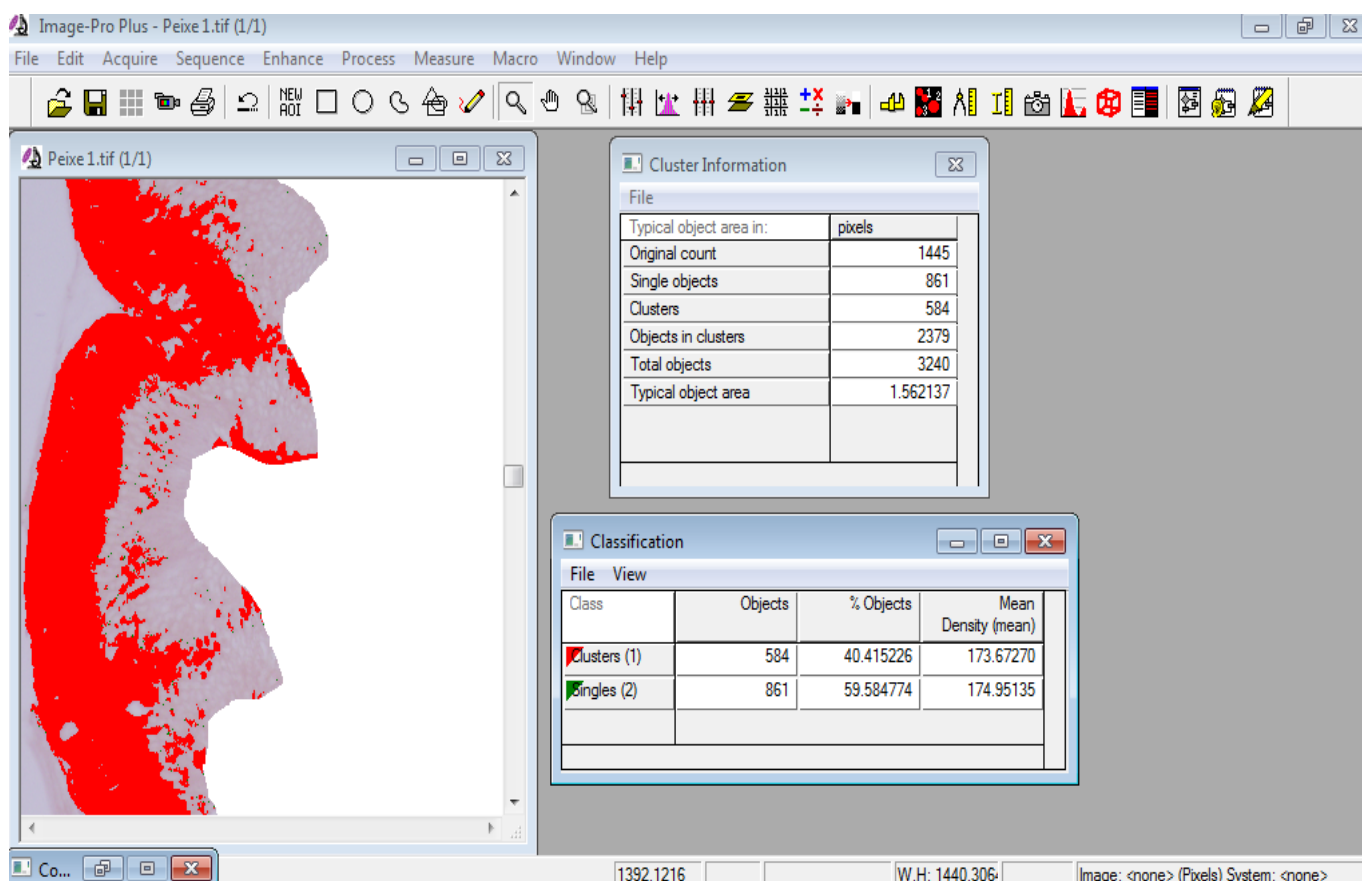 Image-Pro Plus - Peixe 1.tif (1/1)
File Edit Acquire Sequence Enhance Process Measure Macro Window Help
NEW
AOI
Peixe 1.tif (1/1)
Cluster Information
File
Typical object area in: pixels
Original count 1445
Single objects 861
Clusters 584
Objects in clusters 2379
Total objects 3240
Typical object area 1.562137
Classification
File View
Class Objects % Objects Mean
Density (mean)
Clusters (1) 584 40.415226 173.67270
Singles (2) 861 59.584774 174.95135
Co...
1392,1216 W,H: 1440,306 Image: <none> (Pixels) System: <none>